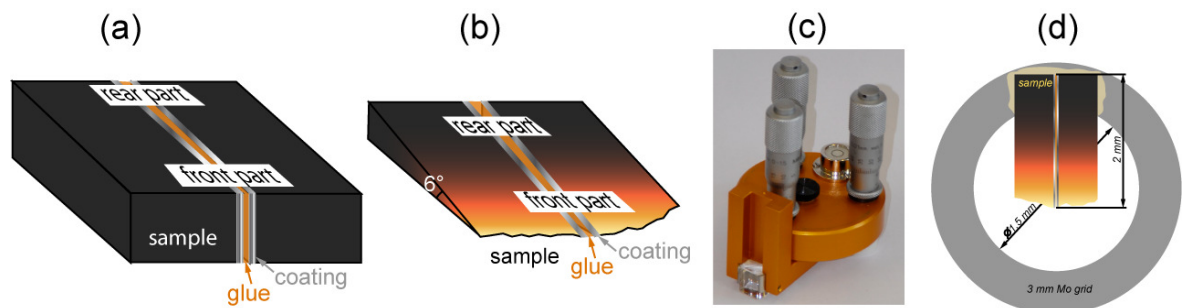 (a)
rear part
front part
sample
coating
glue
(b)
rear part
6°
front part
sample
coating
glue
(c)
(d)
sample
2 mm
Ø1.5 mm
3 mm Mo grid